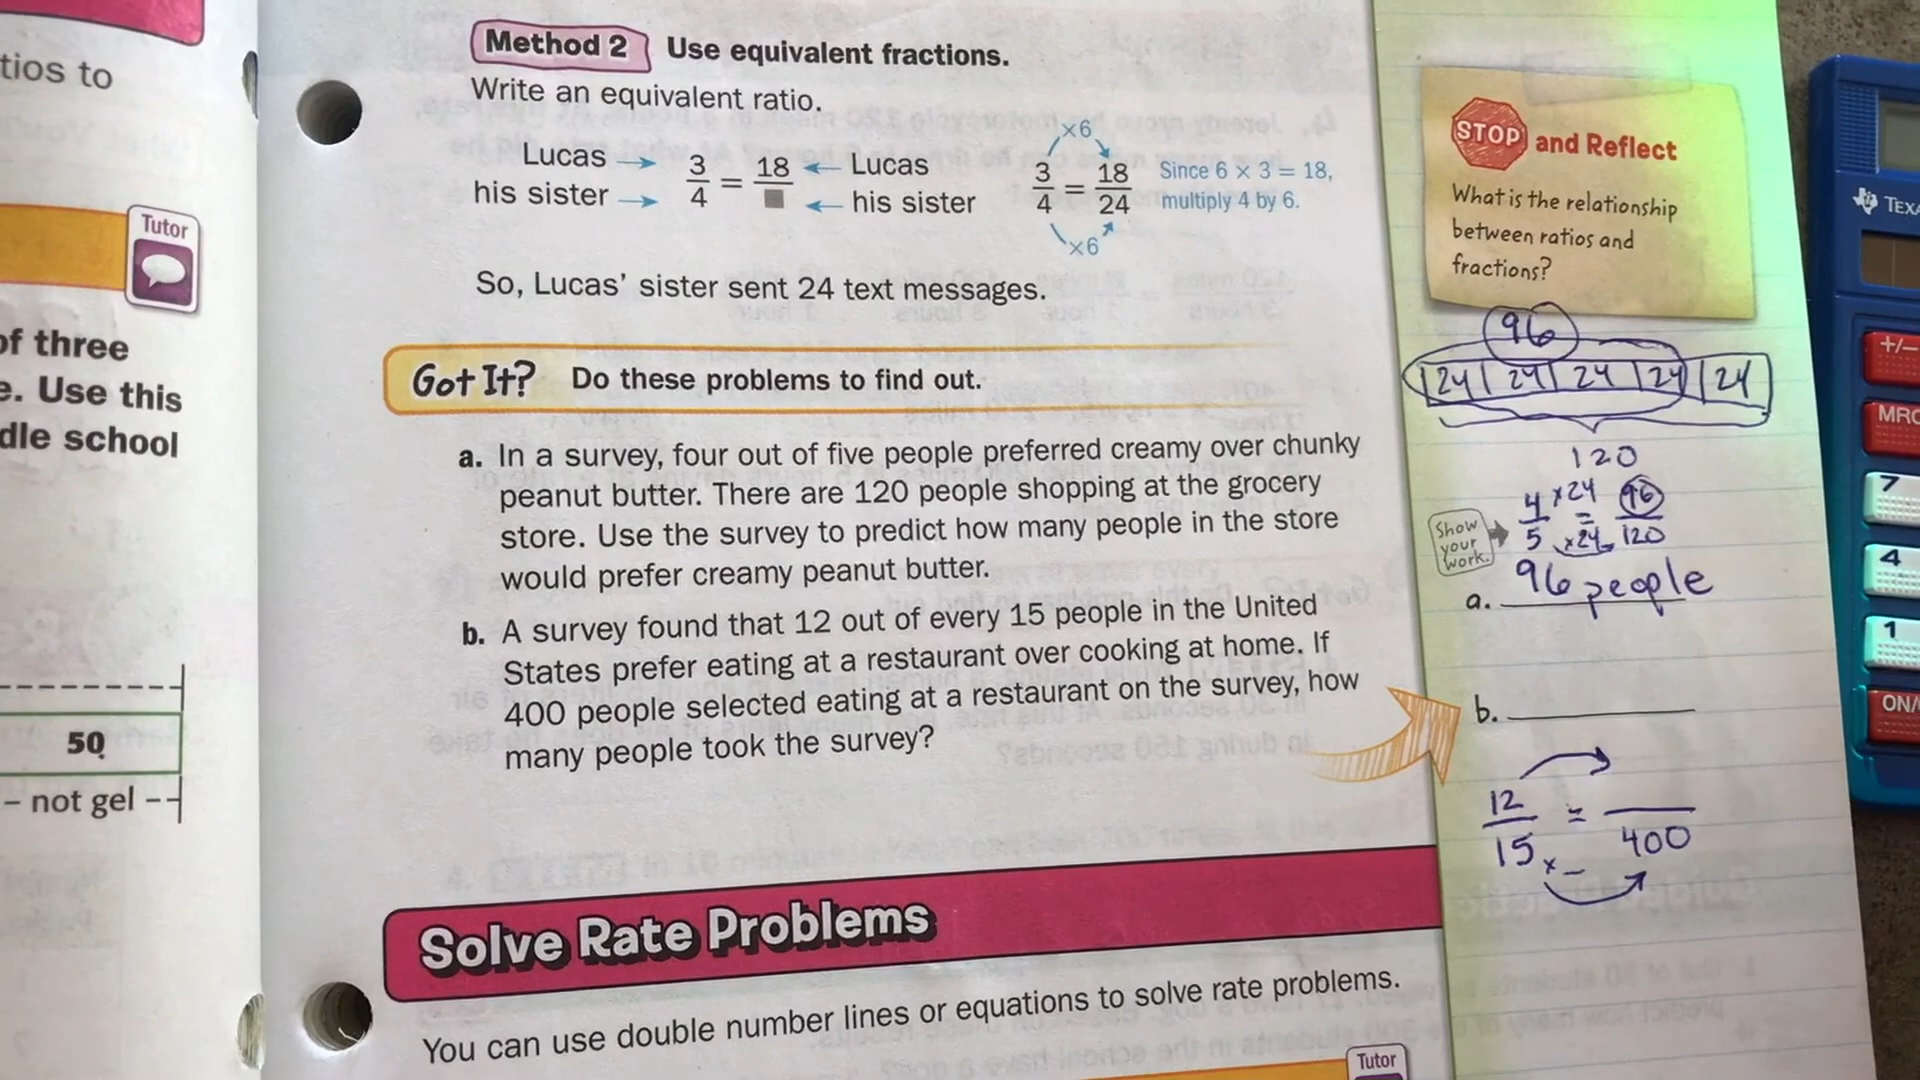 tios to
Tutor
of three
e. Use this
dle school
50
- not gel -
Method 2 Use equivalent fractions.
Write an equivalent ratio.
Lucas → 3/4 = 18/■ ← Lucas
his sister → ← his sister
×6
3/4 = 18/24
×6
Since 6 × 3 = 18,
multiply 4 by 6.
So, Lucas' sister sent 24 text messages.
Got It? Do these problems to find out.
a. In a survey, four out of five people preferred creamy over chunky
peanut butter. There are 120 people shopping at the grocery
store. Use the survey to predict how many people in the store
would prefer creamy peanut butter.
b. A survey found that 12 out of every 15 people in the United
States prefer eating at a restaurant over cooking at home. If
400 people selected eating at a restaurant on the survey, how
many people took the survey?
Solve Rate Problems
You can use double number lines or equations to solve rate problems.
Tutor
STOP and Reflect
What is the relationship
between ratios and
fractions?
96
24 24 24 24 24
120
4/5 ×24 = 96/120
×24
Show
your
work.
a. 96 people
b.
12/15 = __/400
× _
TEXA
+/−
MRC
7
4
1
ON/